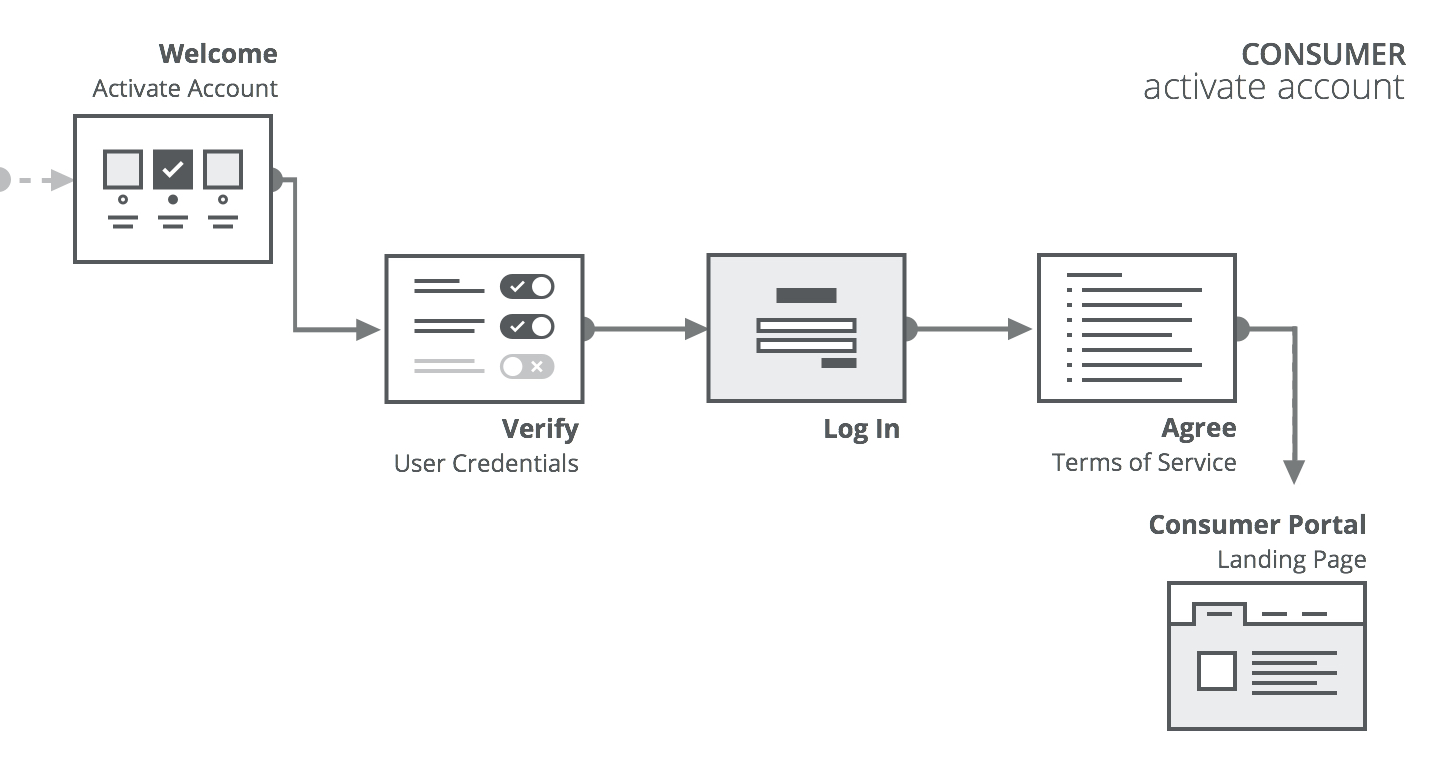 Welcome
Activate Account
CONSUMER
activate account
Verify
User Credentials
Log In
Agree
Terms of Service
Consumer Portal
Landing Page